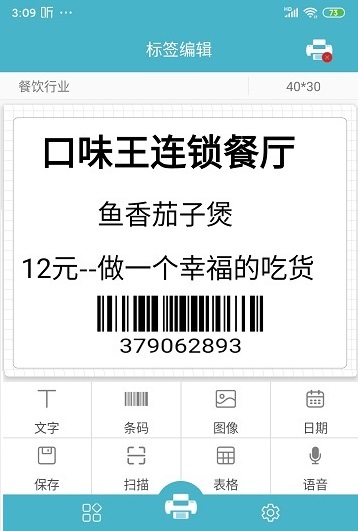 3:09 听 ··· HD 73
标签编辑
餐饮行业 40*30
口味王连锁餐厅
鱼香茄子煲
12元--做一个幸福的吃货
379062893
文字 条码 图像 日期
保存 扫描 表格 语音